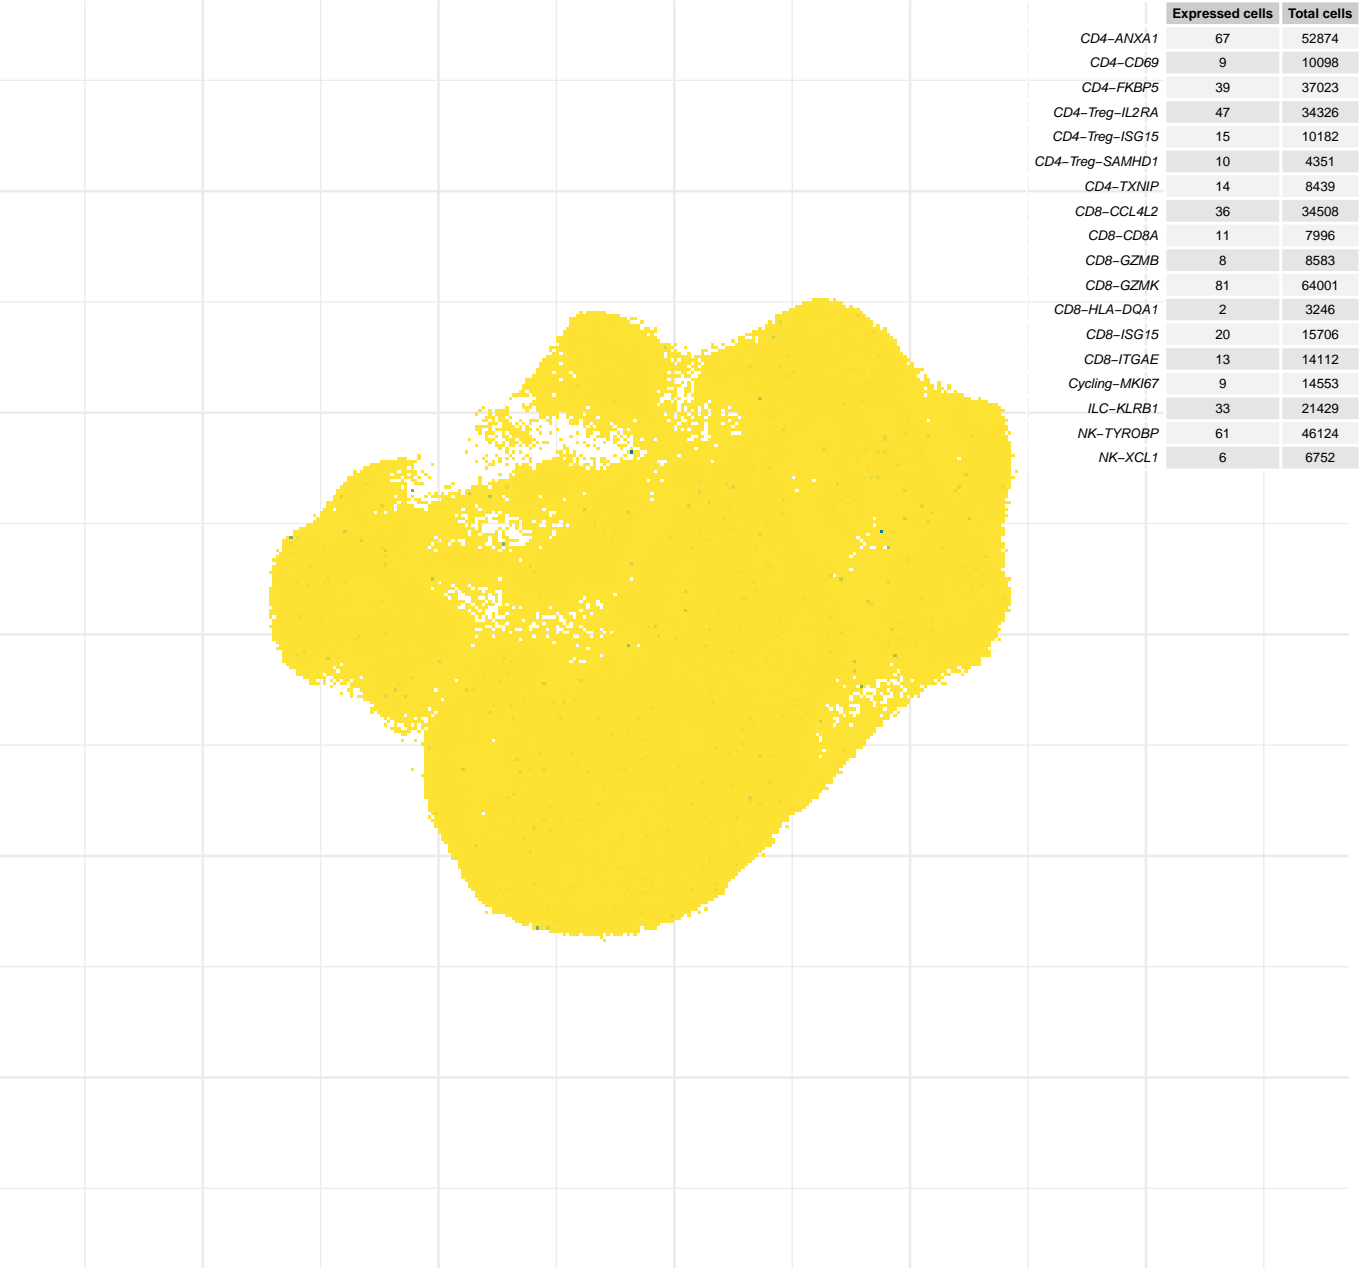 Expressed cells Total cells
CD4−ANXA1 67 52874
CD4−CD69 9 10098
CD4−FKBP5 39 37023
CD4−Treg−IL2RA 47 34326
CD4−Treg−ISG15 15 10182
CD4−Treg−SAMHD1 10 4351
CD4−TXNIP 14 8439
CD8−CCL4L2 36 34508
CD8−CD8A 11 7996
CD8−GZMB 8 8583
CD8−GZMK 81 64001
CD8−HLA−DQA1 2 3246
CD8−ISG15 20 15706
CD8−ITGAE 13 14112
Cycling−MKI67 9 14553
ILC−KLRB1 33 21429
NK−TYROBP 61 46124
NK−XCL1 6 6752